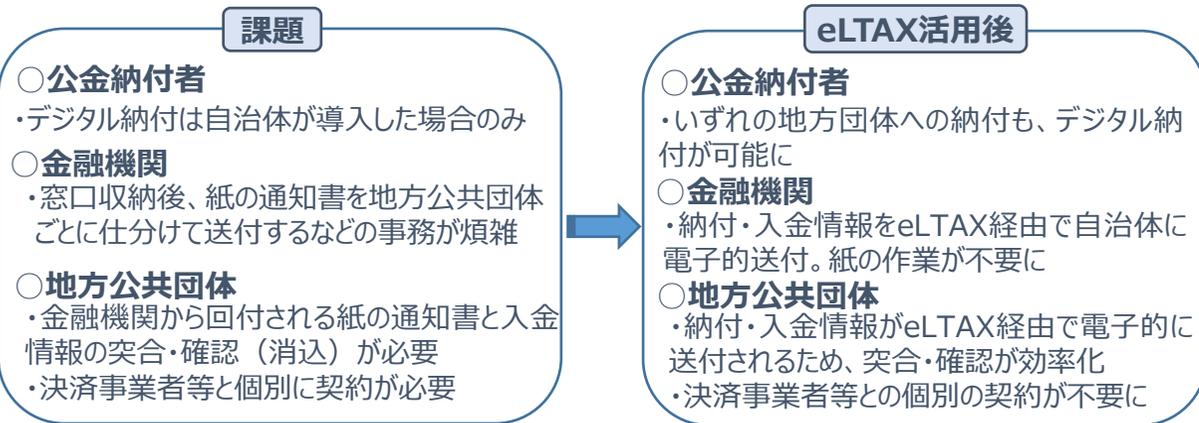 課題
○公金納付者
・デジタル納付は自治体が導入した場合のみ
○金融機関
・窓口収納後、紙の通知書を地方公共団体
ごとに仕分けて送付するなどの事務が煩雑
○地方公共団体
・金融機関から回付される紙の通知書と入金
情報の突合・確認（消込）が必要
・決済事業者等と個別に契約が必要
eLTAX活用後
○公金納付者
・いずれの地方団体への納付も、デジタル納
付が可能に
○金融機関
・納付・入金情報をeLTAX経由で自治体に
電子的送付。紙の作業が不要に
○地方公共団体
・納付・入金情報がeLTAX経由で電子的に
送付されるため、突合・確認が効率化
・決済事業者等との個別の契約が不要に